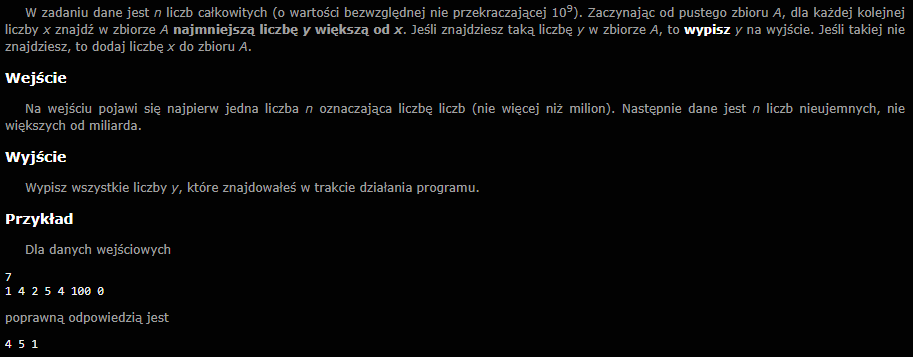 W zadaniu dane jest n liczb całkowitych (o wartości bezwzględnej nie przekraczającej 10⁹). Zaczynając od pustego zbioru A, dla każdej kolejnej
liczby x znajdź w zbiorze A najmniejszą liczbę y większą od x. Jeśli znajdziesz taką liczbę y w zbiorze A, to wypisz y na wyjście. Jeśli takiej nie
znajdziesz, to dodaj liczbę x do zbioru A.
Wejście
Na wejściu pojawi się najpierw jedna liczba n oznaczająca liczbę liczb (nie więcej niż milion). Następnie dane jest n liczb nieujemnych, nie
większych od miliarda.
Wyjście
Wypisz wszystkie liczby y, które znajdowałeś w trakcie działania programu.
Przykład
Dla danych wejściowych
7
1 4 2 5 4 100 0
poprawną odpowiedzią jest
4 5 1